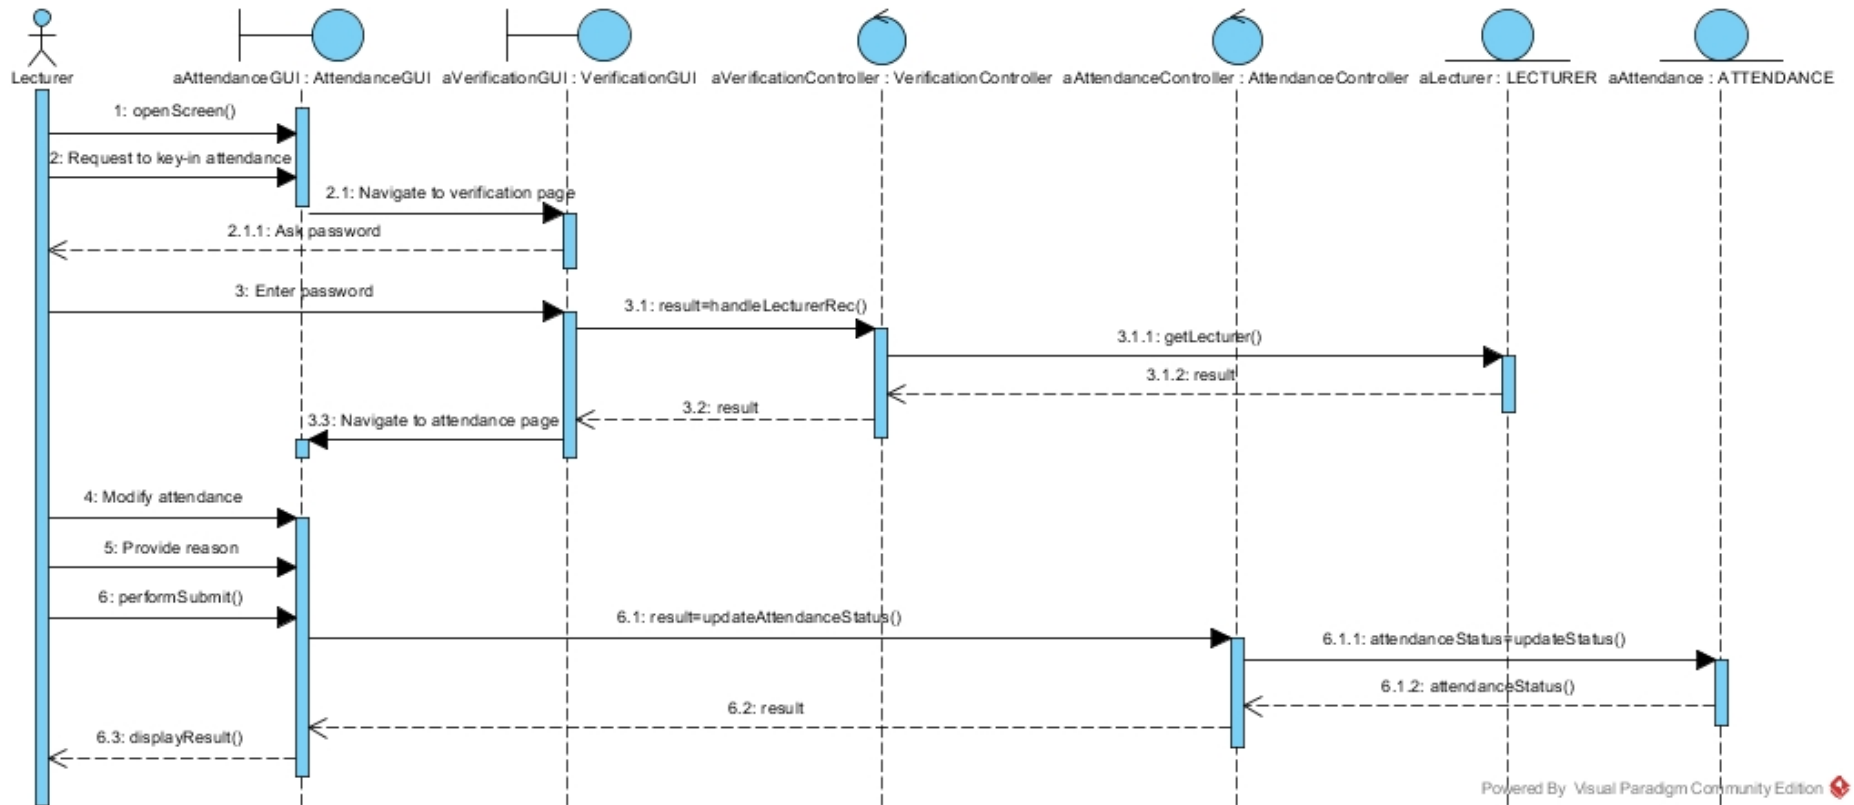 Lecturer
aAttendanceGUI : AttendanceGUI
aVerificationGUI : VerificationGUI
aVerificationController : VerificationController
aAttendanceController : AttendanceController
aLecturer : LECTURER
aAttendance : ATTENDANCE
1: openScreen()
2: Request to key-in attendance
2.1: Navigate to verification page
2.1.1: Ask password
3: Enter password
3.1: result=handleLecturerRec()
3.1.1: getLecturer()
3.1.2: result
3.2: result
3.3: Navigate to attendance page
4: Modify attendance
5: Provide reason
6: performSubmit()
6.1: result=updateAttendanceStatus()
6.1.1: attendanceStatus=updateStatus()
6.1.2: attendanceStatus()
6.2: result
6.3: displayResult()
Powered By Visual Paradigm Community Edition